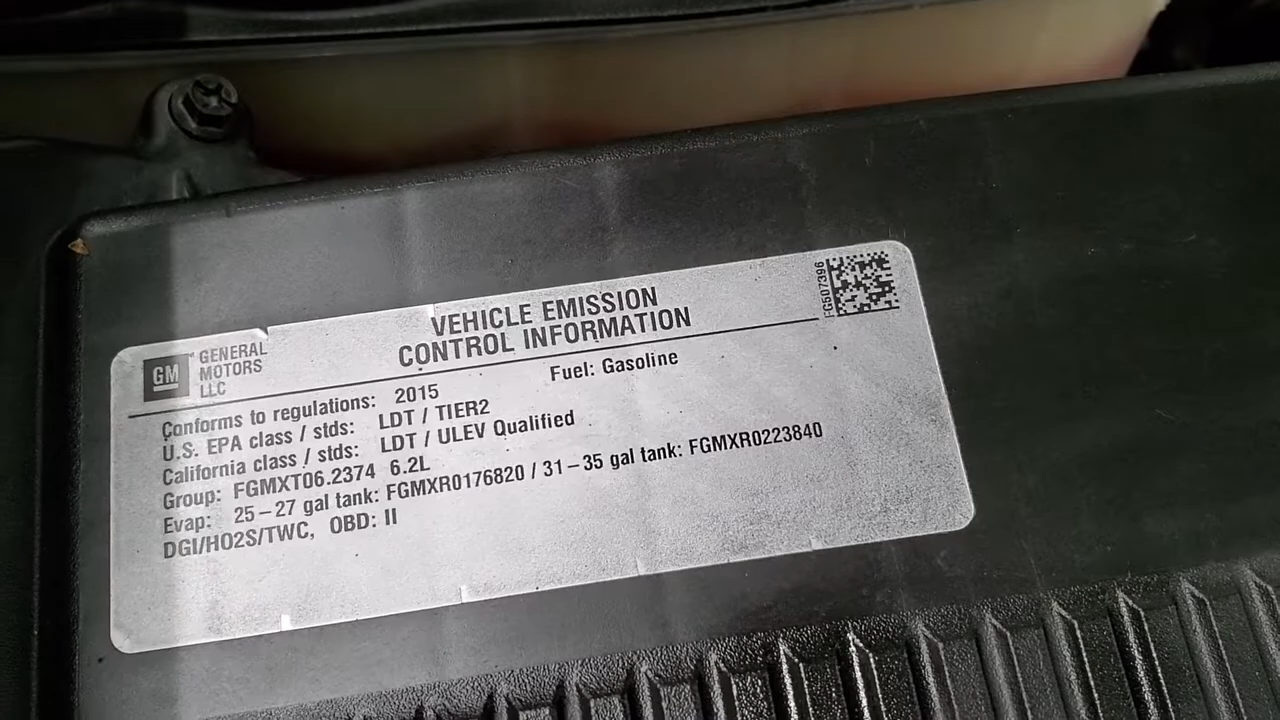 VEHICLE EMISSION
CONTROL INFORMATION
FG507396
GM
GENERAL
MOTORS
LLC
Fuel: Gasoline
Conforms to regulations: 2015
U.S. EPA class / stds: LDT / TIER2
California class / stds: LDT / ULEV Qualified
Group: FGMXT06.2374 6.2L
Evap: 25–27 gal tank: FGMXR0176820 / 31–35 gal tank: FGMXR0223840
DGI/HO2S/TWC, OBD: II